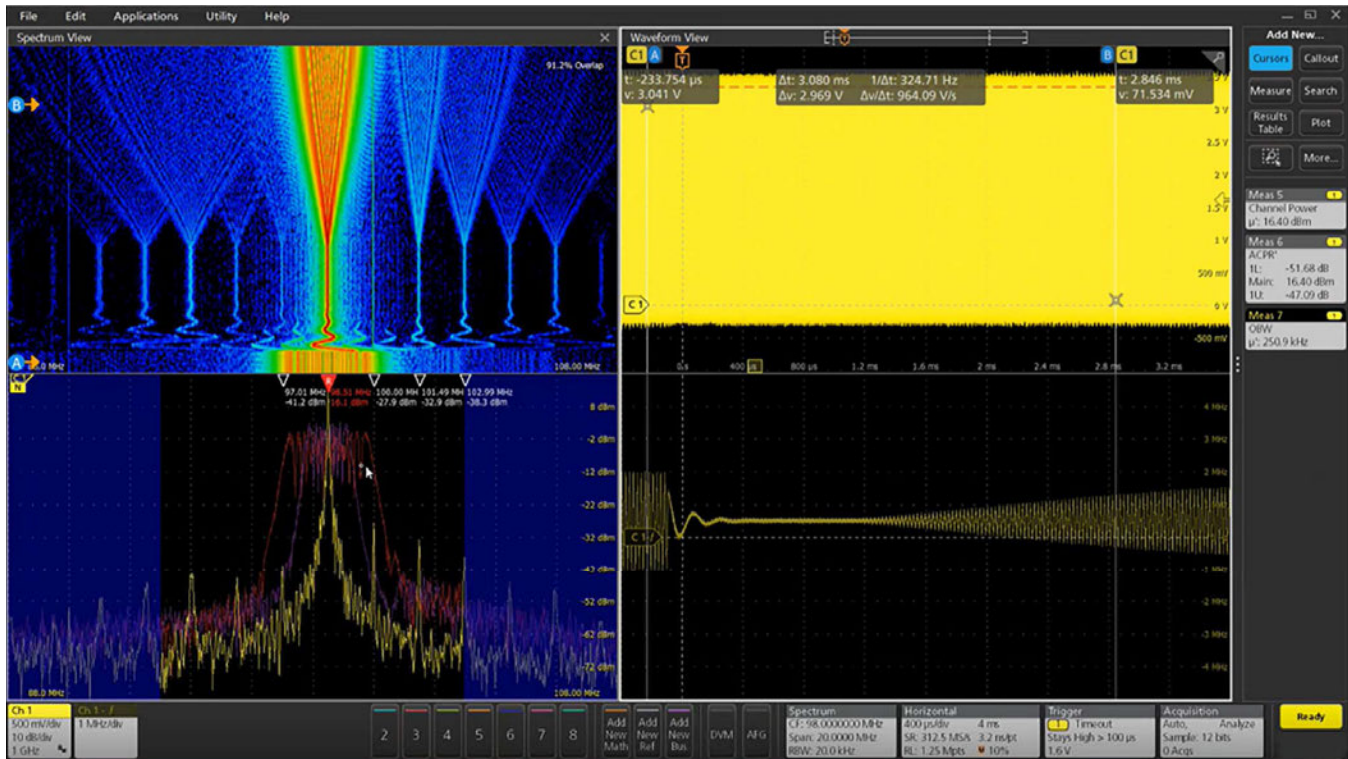 File Edit Applications Utility Help
Spectrum View
91.2% Overlap
B
A
108.00 MHz
97.01 MHz 98.51 MHz 100.00 MH 101.49 MH 102.99 MHz
-41.2 dBm 16.1 dBm -27.9 dBm -32.9 dBm -38.3 dBm
8 dBm
-2 dBm
-12 dBm
-22 dBm
-32 dBm
-42 dBm
-52 dBm
-62 dBm
-72 dBm
88.0 MHz 108.00 MHz
Waveform View
C1 A
T
B C1
t: -233.754 µs
v: 3.041 V
Δt: 3.080 ms 1/Δt: 324.71 Hz
Δv: 2.969 V Δv/Δt: 964.09 V/s
t: 2.846 ms
v: 71.534 mV
3 V
2.5 V
2 V
1.5 V
1 V
500 mV
0 V
-500 mV
C1
0 s 400 µs 800 µs 1.2 ms 1.6 ms 2 ms 2.4 ms 2.8 ms 3.2 ms
4 MHz
3 MHz
2 MHz
-1 MHz
-2 MHz
-3 MHz
-4 MHz
Add New...
Cursors Callout
Measure Search
Results Table Plot
More...
Meas 5 1
Channel Power
µ': 16.40 dBm
Meas 6 1
ACPR'
1L: -51.68 dB
Main: 16.40 dBm
1U: -47.09 dB
Meas 7 1
OBW
µ': 250.9 kHz
Ch 1
500 mV/div
10 dB/div
1 GHz
Ch 1 - f
1 MHz/div
2 3 4 5 6 7 8
Add New Math
Add New Ref
Add New Bus
DVM AFG
Spectrum
CF: 98.0000000 MHz
Span: 20.0000 MHz
RBW: 20.0 kHz
Horizontal
400 µs/div 4 ms
SR: 312.5 MS/s 3.2 ns/pt
RL: 1.25 Mpts 10%
Trigger
1 Timeout
Stays High > 100 µs
1.6 V
Acquisition
Auto, Analyze
Sample: 12 bits
0 Acqs
Ready